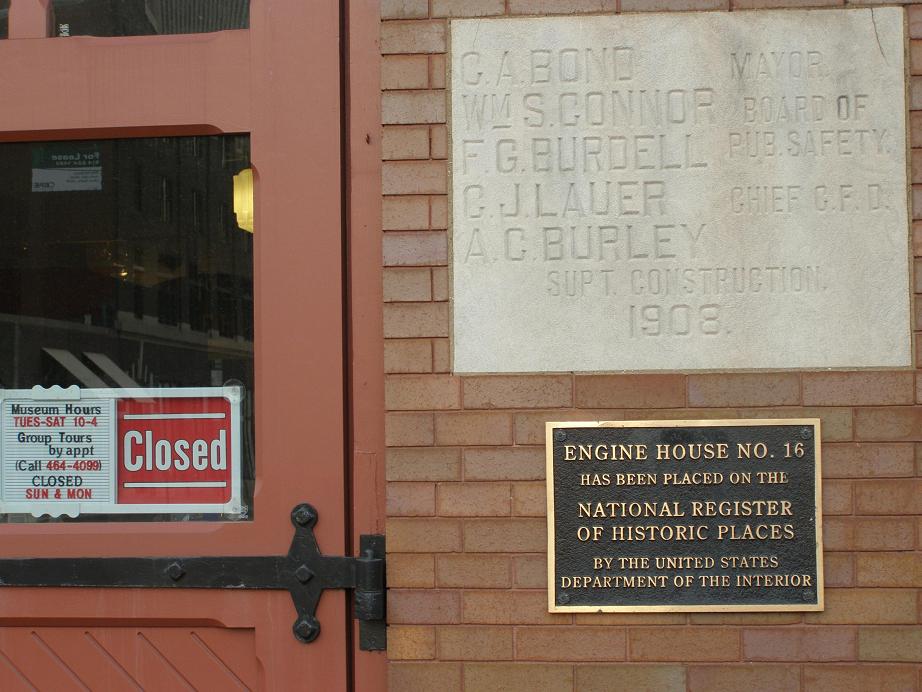 C. A. BOND MAYOR.
WM S. CONNOR BOARD OF
F. G. BURDELL PUB. SAFETY.
C. J. LAUER CHIEF C. F. D.
A. C. BURLEY
SUPT. CONSTRUCTION.
1908.
For Lease
Museum Hours
TUES-SAT 10-4
Group Tours
by appt
(Call 464-4099)
CLOSED
SUN & MON
Closed
ENGINE HOUSE NO. 16
HAS BEEN PLACED ON THE
NATIONAL REGISTER
OF HISTORIC PLACES
BY THE UNITED STATES
DEPARTMENT OF THE INTERIOR